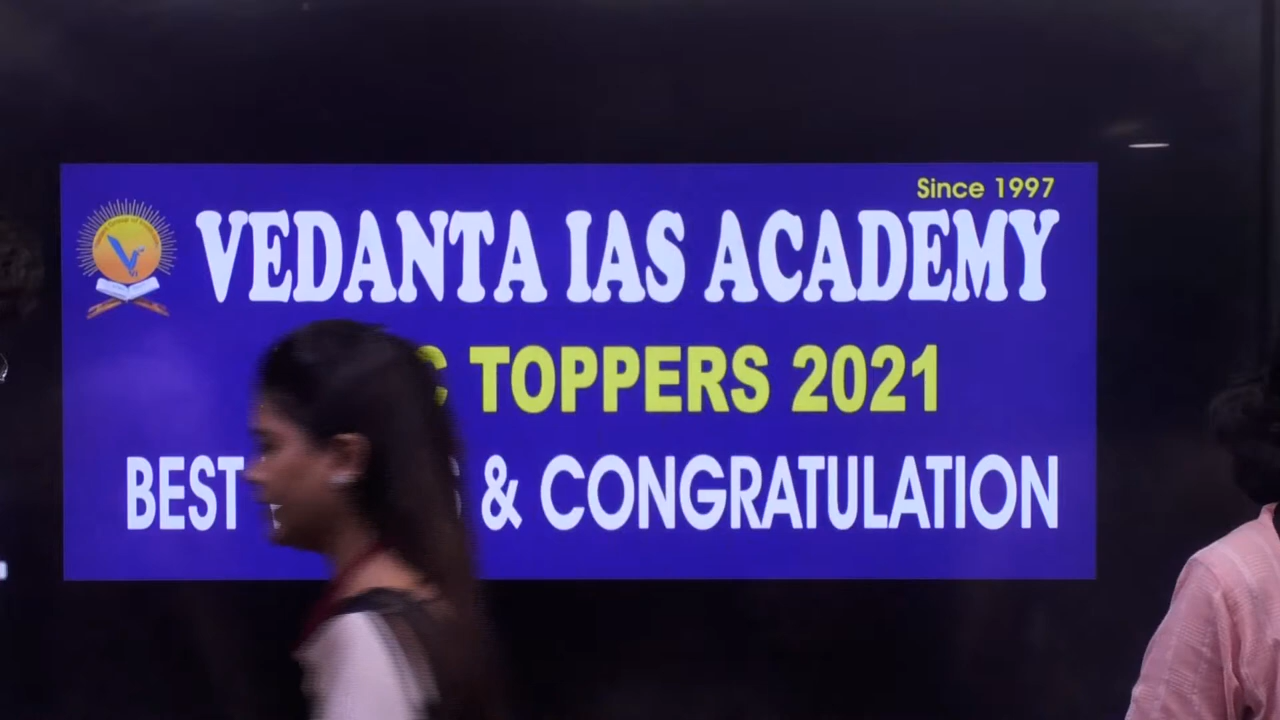 Since 1997
VEDANTA IAS ACADEMY
TOPPERS 2021
BEST & CONGRATULATION